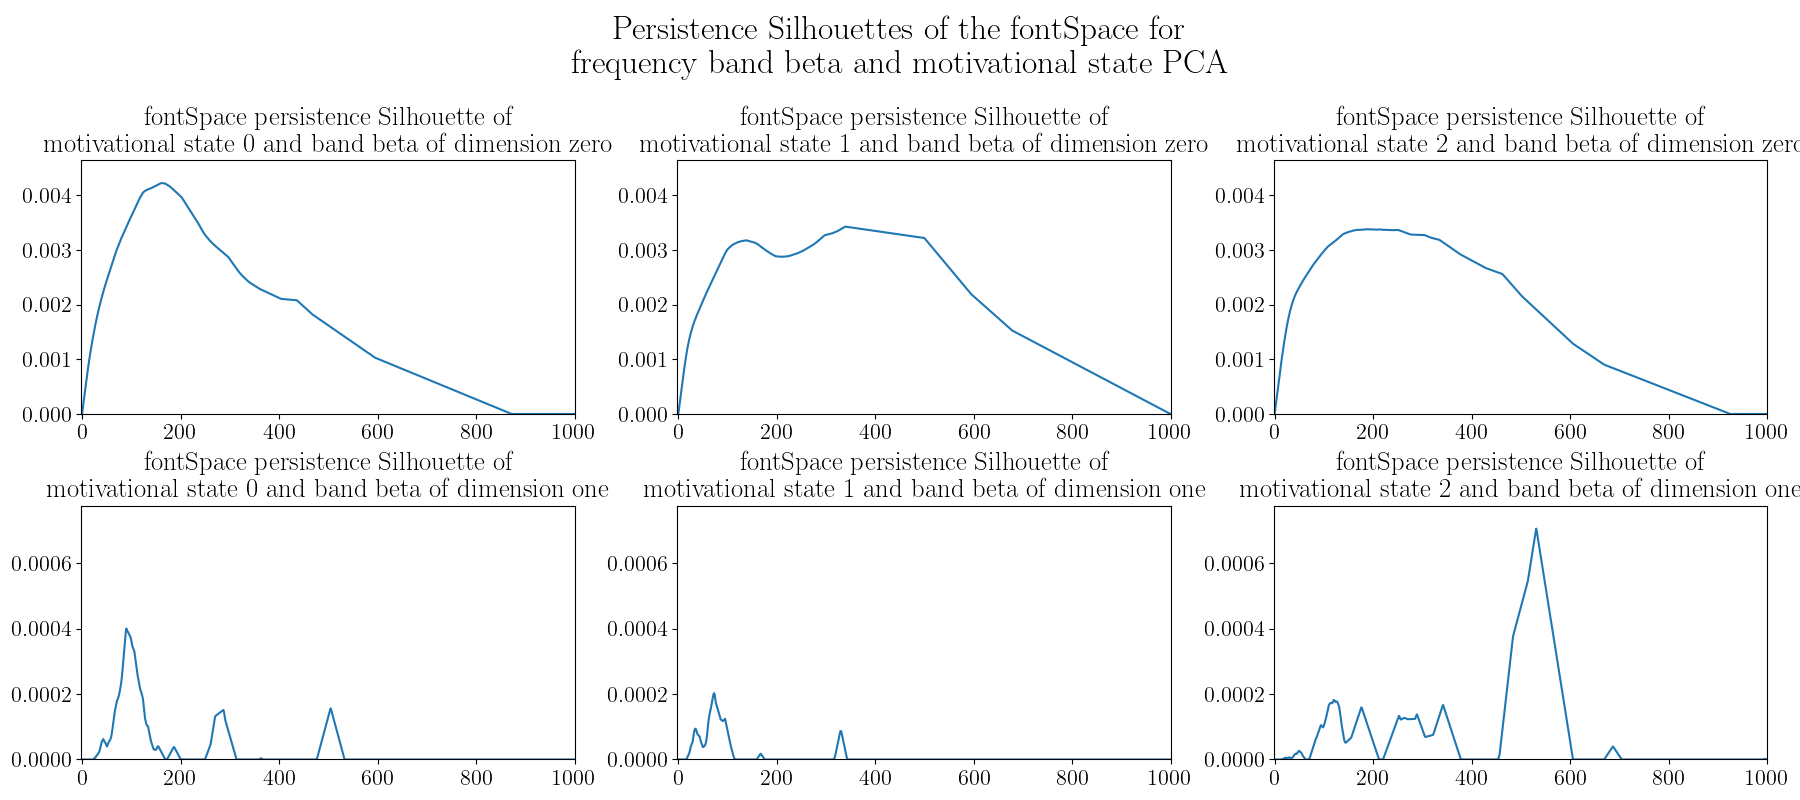 Persistence Silhouettes of the fontSpace for
frequency band beta and motivational state PCA
fontSpace persistence Silhouette of
motivational state 0 and band beta of dimension zero
0.004
0.003
0.002
0.001
0.000
0 200 400 600 800 1000
fontSpace persistence Silhouette of
motivational state 1 and band beta of dimension zero
0.004
0.003
0.002
0.001
0.000
0 200 400 600 800 1000
fontSpace persistence Silhouette of
motivational state 2 and band beta of dimension zero
0.004
0.003
0.002
0.001
0.000
0 200 400 600 800 1000
fontSpace persistence Silhouette of
motivational state 0 and band beta of dimension one
0.0006
0.0004
0.0002
0.0000
0 200 400 600 800 1000
fontSpace persistence Silhouette of
motivational state 1 and band beta of dimension one
0.0006
0.0004
0.0002
0.0000
0 200 400 600 800 1000
fontSpace persistence Silhouette of
motivational state 2 and band beta of dimension one
0.0006
0.0004
0.0002
0.0000
0 200 400 600 800 1000